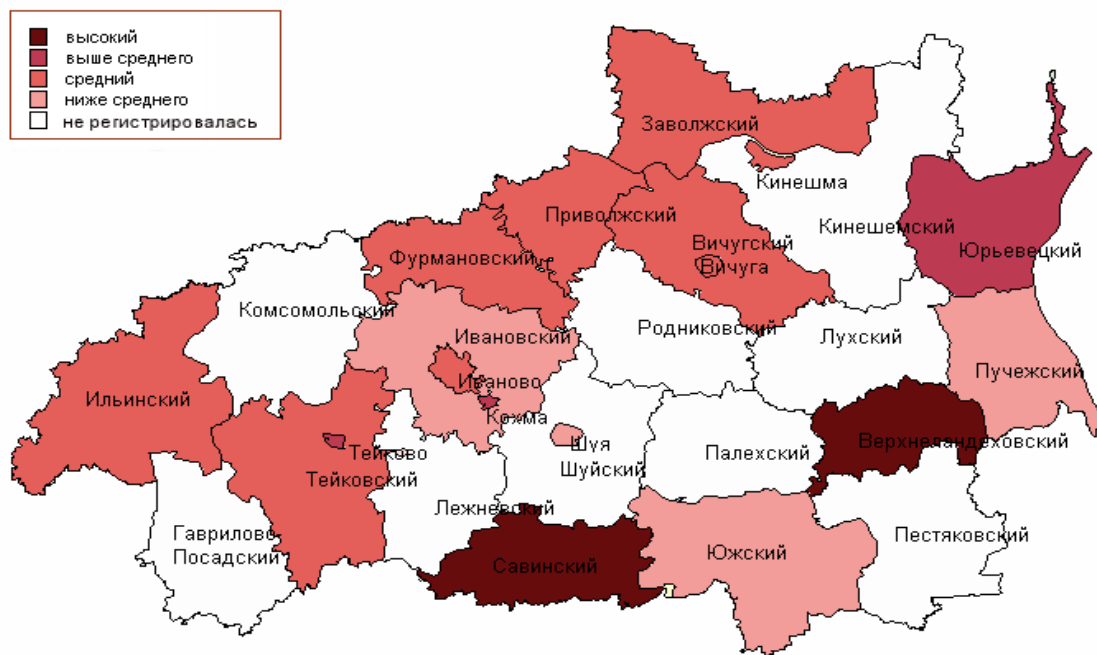 высокий
выше среднего
средний
ниже среднего
не регистрировалась
Заволжский
Кинешма
Приволжский
Кинешемский
Вичугский
Юрьевецкий
Фурмановский
Вичуга
Комсомольский
Родниковский
Ивановский
Лухский
Пучежский
Иваново
Ильинский
Кохма
Верхнеландеховский
Шуя
Тейково
Палехский
Шуйский
Тейковский
Лежневский
Гаврилово
Посадский
Пестяковский
Южский
Савинский